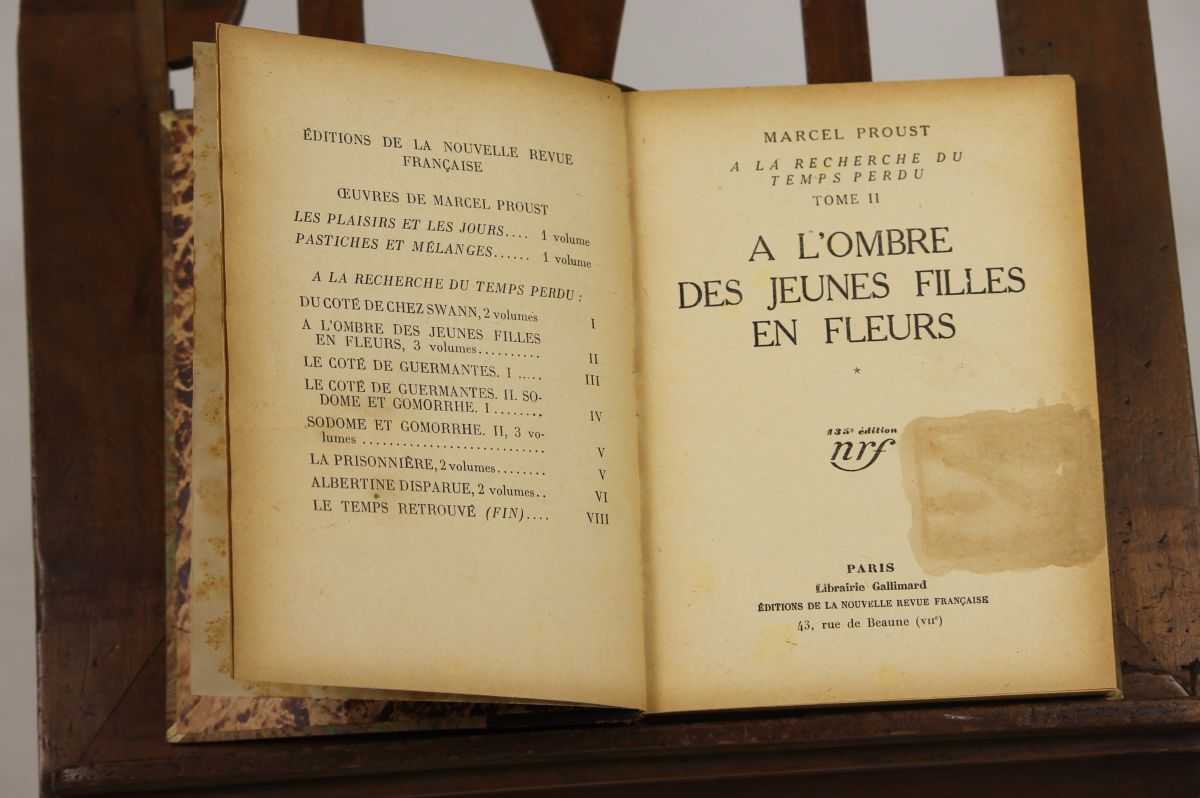 ÉDITIONS DE LA NOUVELLE REVUE
FRANÇAISE
ŒUVRES DE MARCEL PROUST
LES PLAISIRS ET LES JOURS.... 1 volume
PASTICHES ET MÉLANGES...... 1 volume
A LA RECHERCHE DU TEMPS PERDU :
DU COTÉ DE CHEZ SWANN, 2 volumes I
A L'OMBRE DES JEUNES FILLES
EN FLEURS, 3 volumes.......... II
LE COTÉ DE GUERMANTES. I ..... III
LE COTÉ DE GUERMANTES. II. SO-
DOME ET GOMORRHE. I ........ IV
SODOME ET GOMORRHE. II, 3 vo-
lumes ............................ V
LA PRISONNIÈRE, 2 volumes........ V
ALBERTINE DISPARUE, 2 volumes.. VI
LE TEMPS RETROUVÉ (FIN).... VIII
MARCEL PROUST
A LA RECHERCHE DU
TEMPS PERDU
TOME II
A L'OMBRE
DES JEUNES FILLES
EN FLEURS
*
135e édition
nrf
PARIS
Librairie Gallimard
ÉDITIONS DE LA NOUVELLE REVUE FRANÇAISE
43, rue de Beaune (VIIe)